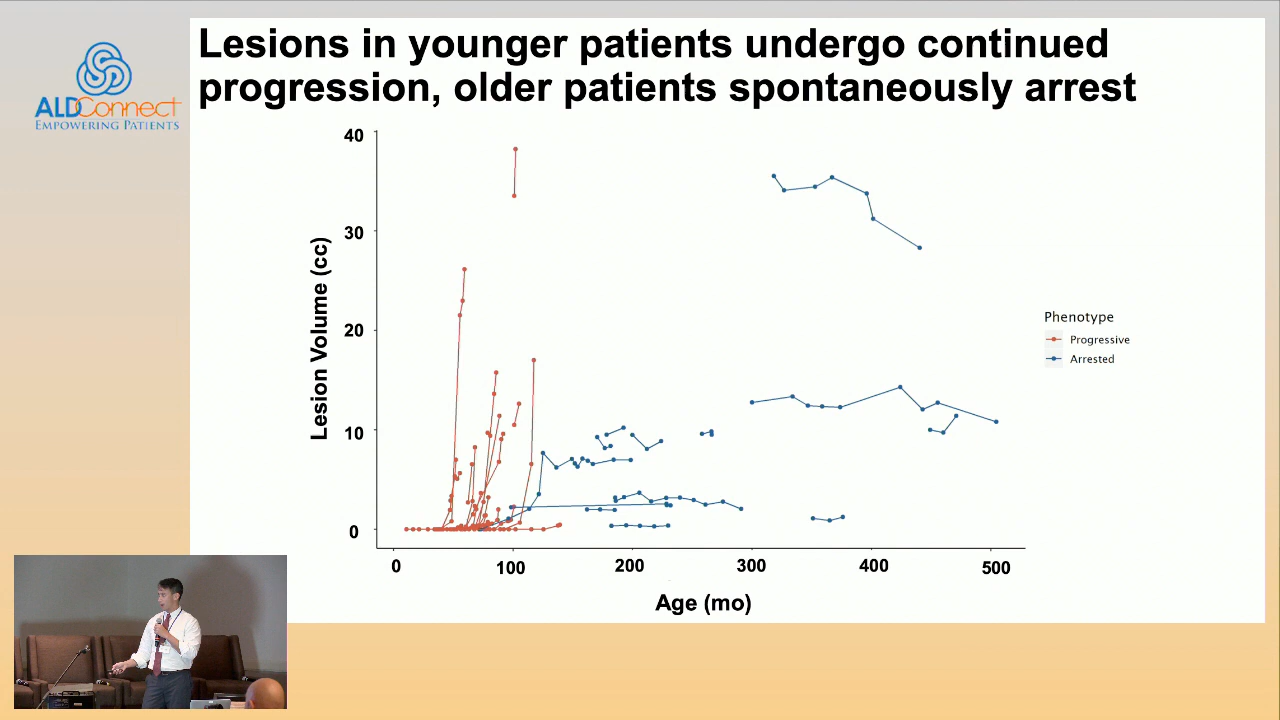 ALDConnect
EMPOWERING PATIENTS
Lesions in younger patients undergo continued
progression, older patients spontaneously arrest
40
30
20
10
0
Lesion Volume (cc)
0 100 200 300 400 500
Age (mo)
Phenotype
Progressive
Arrested